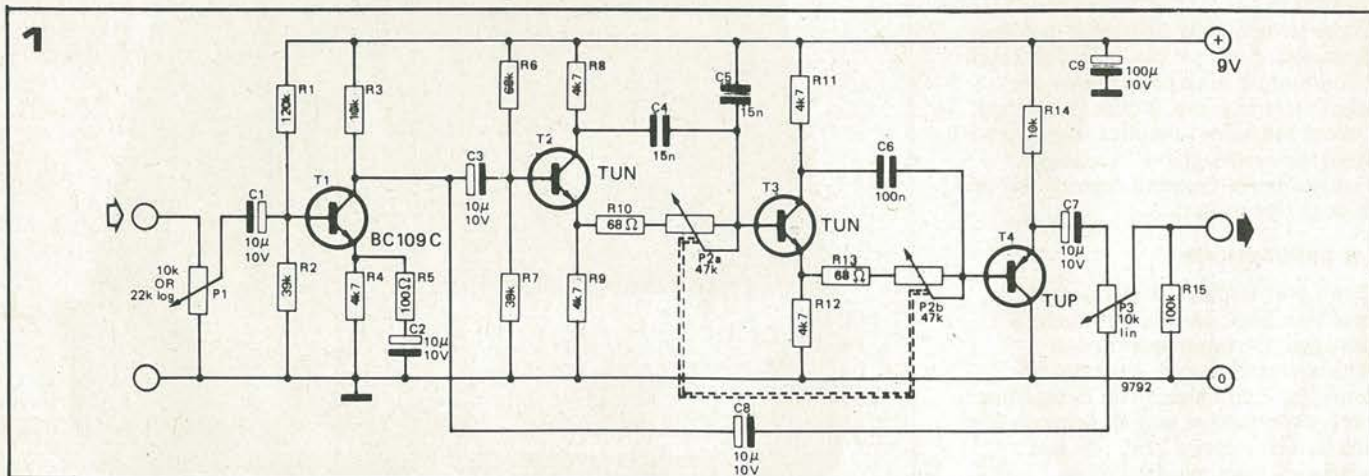 1
R1
120k
R3
10k
R6
68k
R8
4k7
C4
15n
C5
15n
R11
4k7
C6
100n
R14
10k
C9
100µ
10V
+
9V
T1
BC109C
C1
10µ
10V
C3
10µ
10V
T2
TUN
R10
68Ω
P2a
47k
T3
TUN
R13
68Ω
P2b
47k
T4
TUP
C7
10µ
10V
10k
OR
22k log
P1
R2
39k
R4
4k7
R5
100Ω
C2
10µ
10V
R7
39k
R9
4k7
R12
4k7
P3
10k
lin
R15
100k
9792
0
C8
10µ
10V